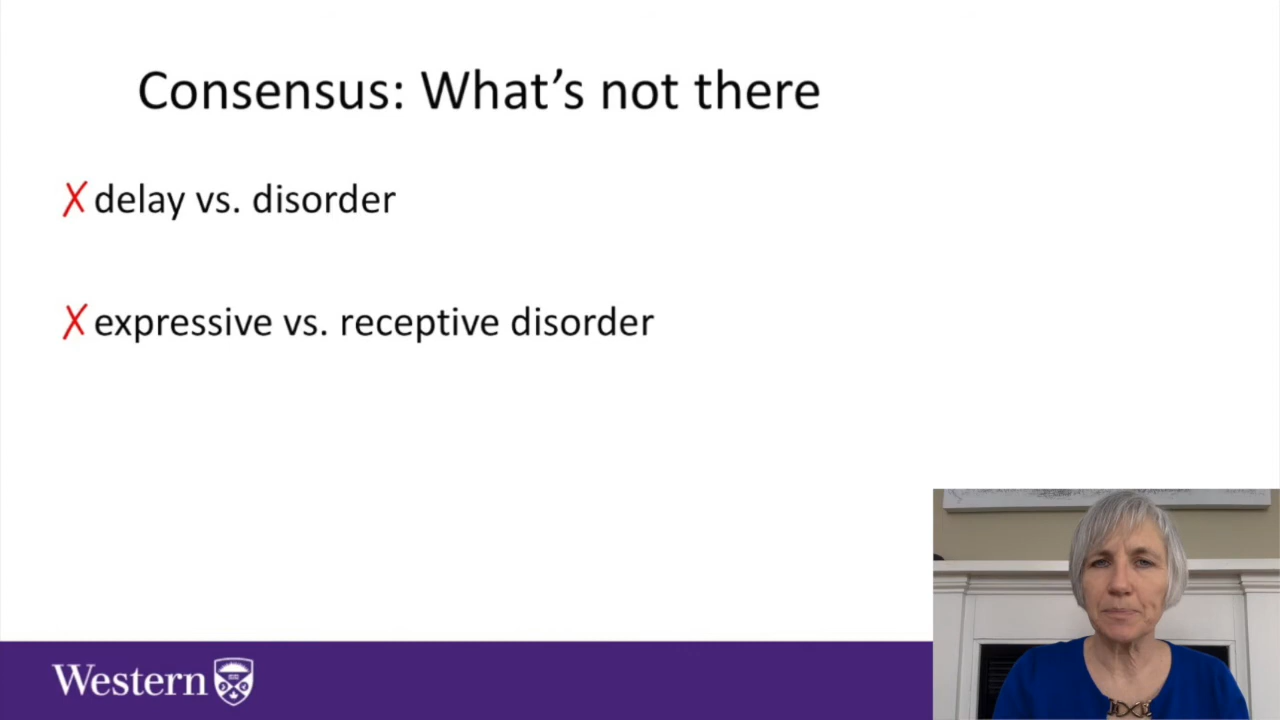 Consensus: What's not there
✗ delay vs. disorder
✗ expressive vs. receptive disorder
Western